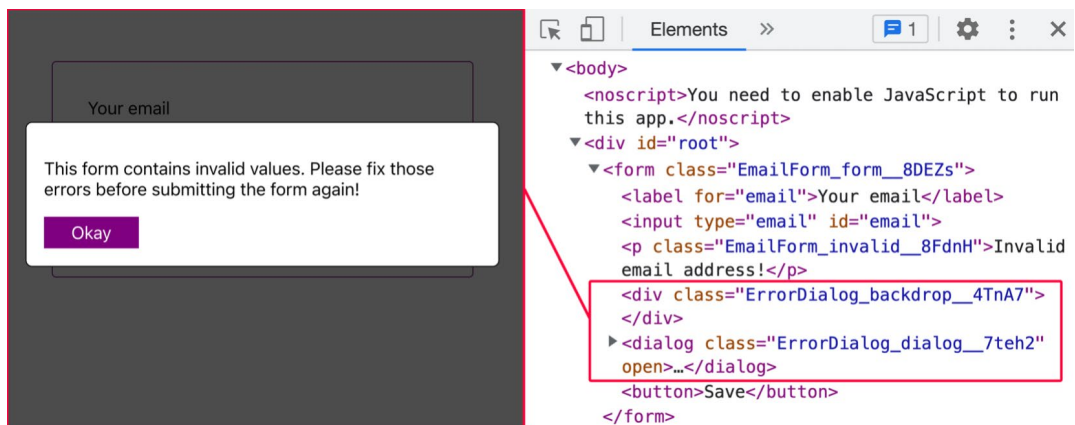 Your email
This form contains invalid values. Please fix those
errors before submitting the form again!
Okay
Elements
1
<body>
<noscript>You need to enable JavaScript to run
this app.</noscript>
<div id="root">
<form class="EmailForm_form__8DEZs">
<label for="email">Your email</label>
<input type="email" id="email">
<p class="EmailForm_invalid__8FdnH">Invalid
email address!</p>
<div class="ErrorDialog_backdrop__4TnA7">
</div>
<dialog class="ErrorDialog_dialog__7teh2"
open>…</dialog>
<button>Save</button>
</form>